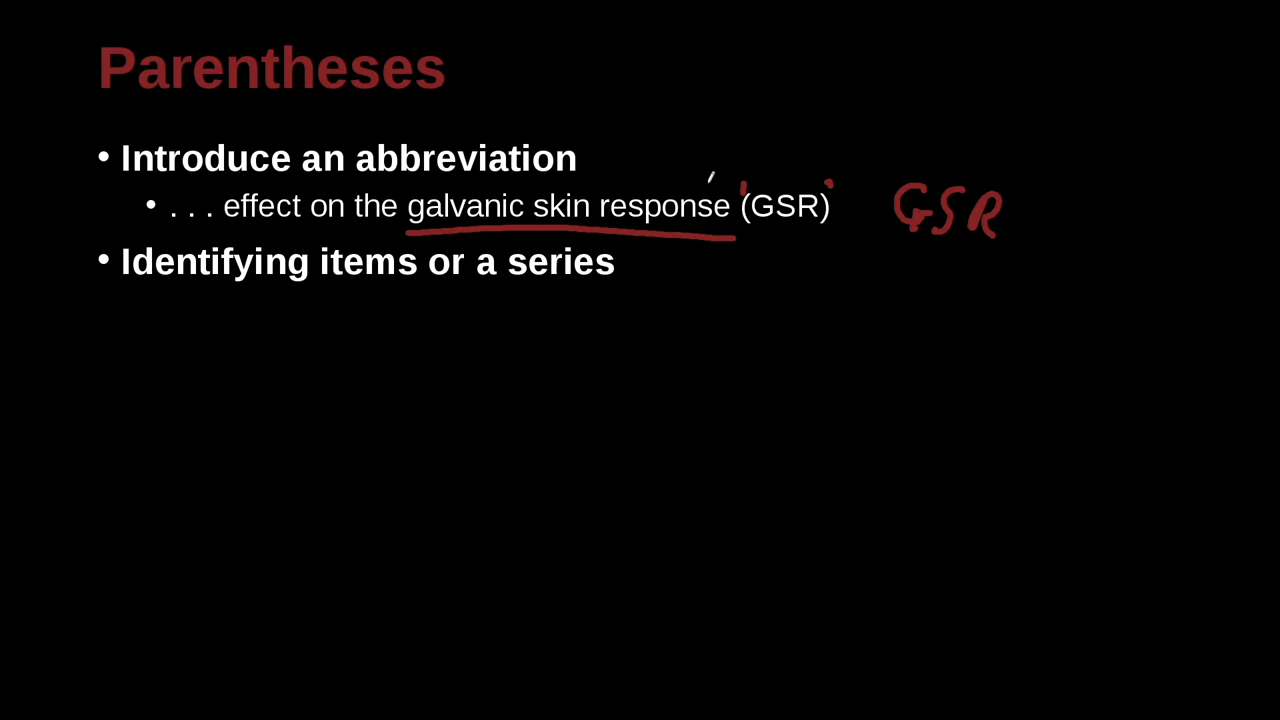 Parentheses
• Introduce an abbreviation
• . . . effect on the galvanic skin response (GSR) GSR
• Identifying items or a series